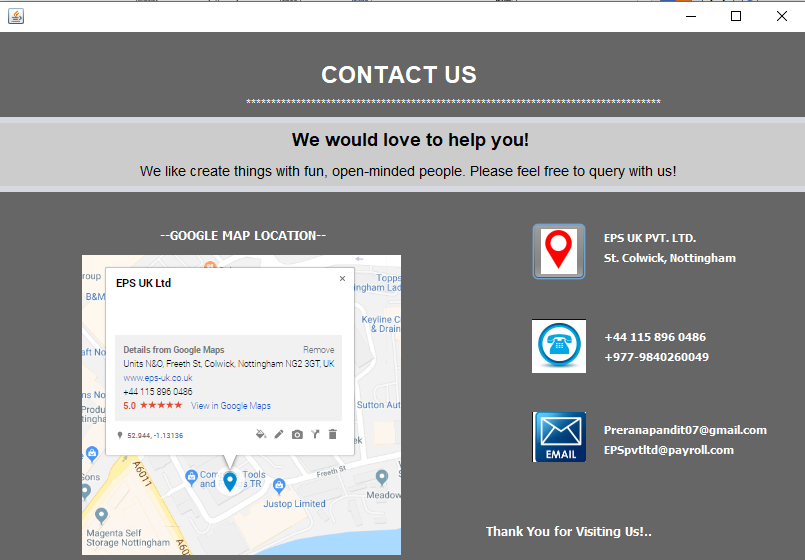 CONTACT US
***********************************************************************************
We would love to help you!
We like create things with fun, open-minded people. Please feel free to query with us!
--GOOGLE MAP LOCATION--
EPS UK Ltd
Details from Google Maps Remove
Units N&O, Freeth St, Colwick, Nottingham NG2 3GT, UK
www.eps-uk.co.uk
+44 115 896 0486
5.0 ★★★★★ View in Google Maps
52.944, -1.13136
B&M
Topps
Keyline C
Sutton Auto
A6011
Freeth St
Tools
TR
Justop Limited
Meadow
A6011
Magenta Self
Storage Nottingham
EPS UK PVT. LTD.
St. Colwick, Nottingham
+44 115 896 0486
+977-9840260049
EMAIL
Preranapandit07@gmail.com
EPSpvtltd@payroll.com
Thank You for Visiting Us!..